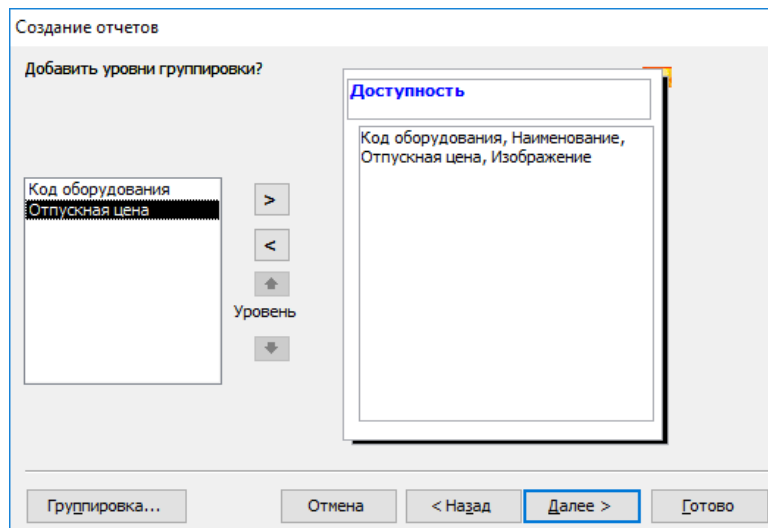 Создание отчетов
Добавить уровни группировки?
Доступность
Код оборудования, Наименование,
Отпускная цена, Изображение
Код оборудования
Отпускная цена
>
<
Уровень
Группировка...
Отмена
< Назад
Далее >
Готово